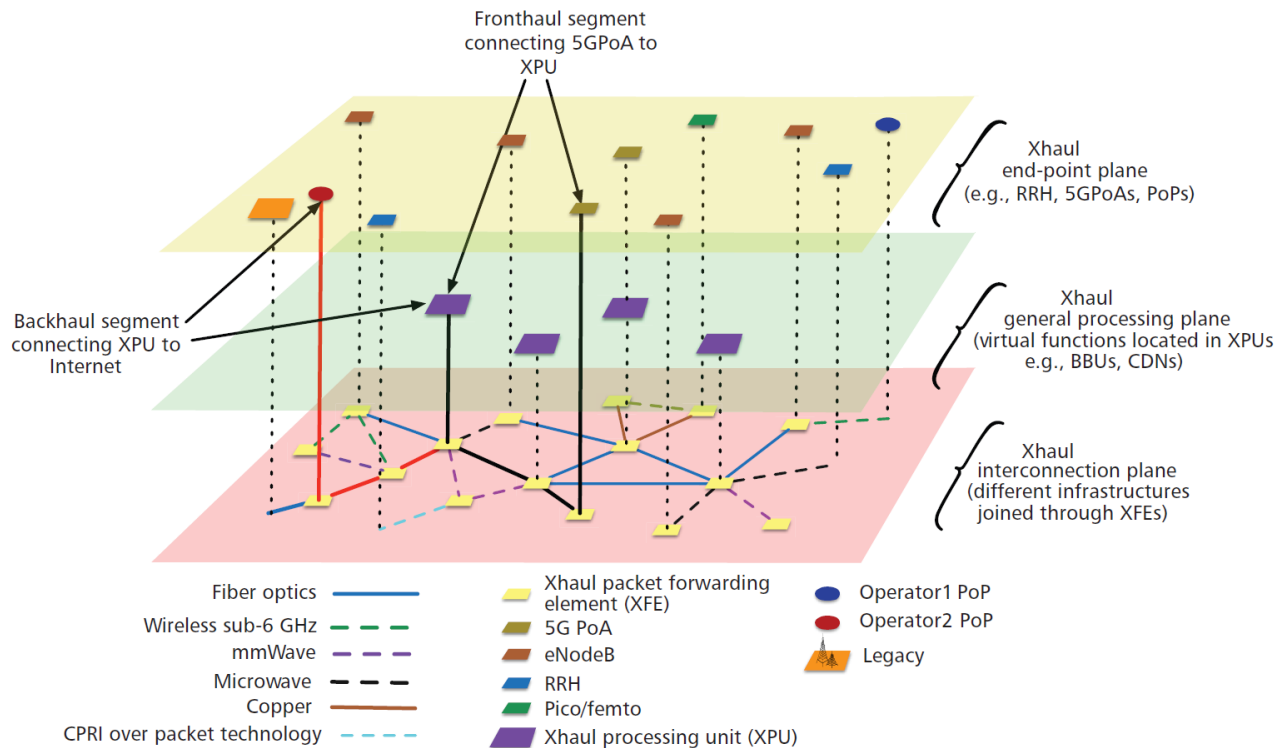 Fronthaul segment
connecting 5GPoA to
XPU
Xhaul
end-point plane
(e.g., RRH, 5GPoAs, PoPs)
Backhaul segment
connecting XPU to
Internet
Xhaul
general processing plane
(virtual functions located in XPUs
e.g., BBUs, CDNs)
Xhaul
interconnection plane
(different infrastructures
joined through XFEs)
Fiber optics
Wireless sub-6 GHz
mmWave
Microwave
Copper
CPRI over packet technology
Xhaul packet forwarding
element (XFE)
5G PoA
eNodeB
RRH
Pico/femto
Xhaul processing unit (XPU)
Operator1 PoP
Operator2 PoP
Legacy